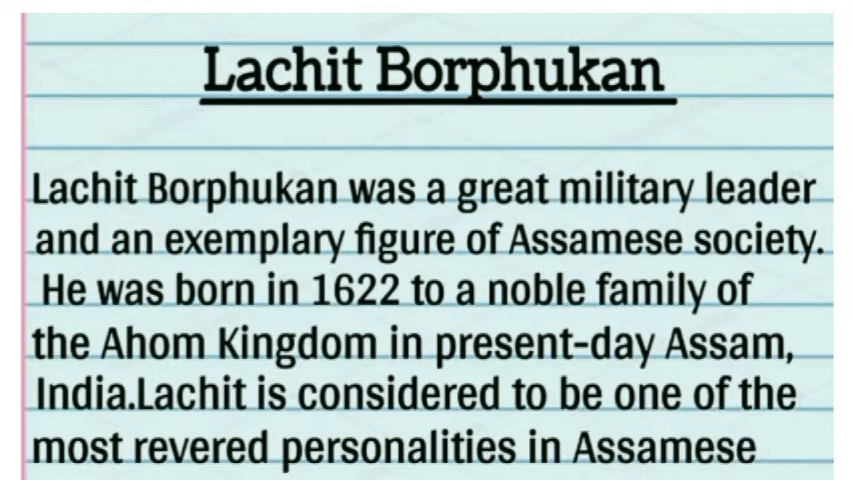 Lachit Borphukan
Lachit Borphukan was a great military leader
and an exemplary figure of Assamese society.
He was born in 1622 to a noble family of
the Ahom Kingdom in present-day Assam,
India.Lachit is considered to be one of the
most revered personalities in Assamese